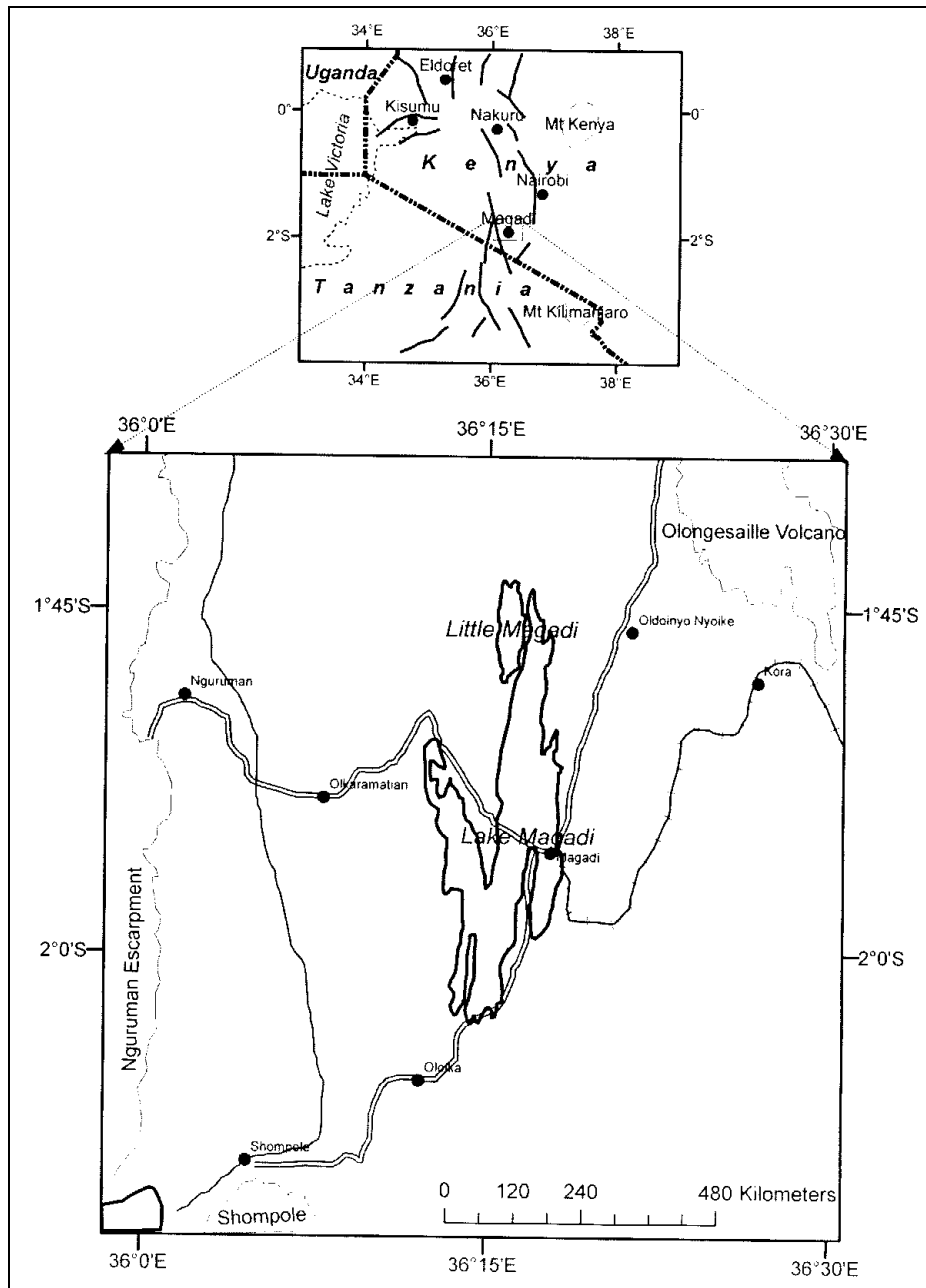 34°E 36°E 38°E
Uganda
Eldoret
0°
Kisumu
Nakuru
Mt Kenya
0°
Lake Victoria
Kenya
Nairobi
Magadi
2°S
2°S
Tanzania
Mt Kilimanjaro
34°E 36°E 38°E
36°0'E 36°15'E 36°30'E
Olongesaille Volcano
1°45'S
1°45'S
Little Magadi
Oldoinyo Nyoike
Kora
Nguruman
Olkaramatian
Lake Magadi
Magadi
2°0'S
2°0'S
Nguruman Escarpment
Oloika
Shompole
Shompole
0 120 240 480 Kilometers
36°0'E 36°15'E 36°30'E